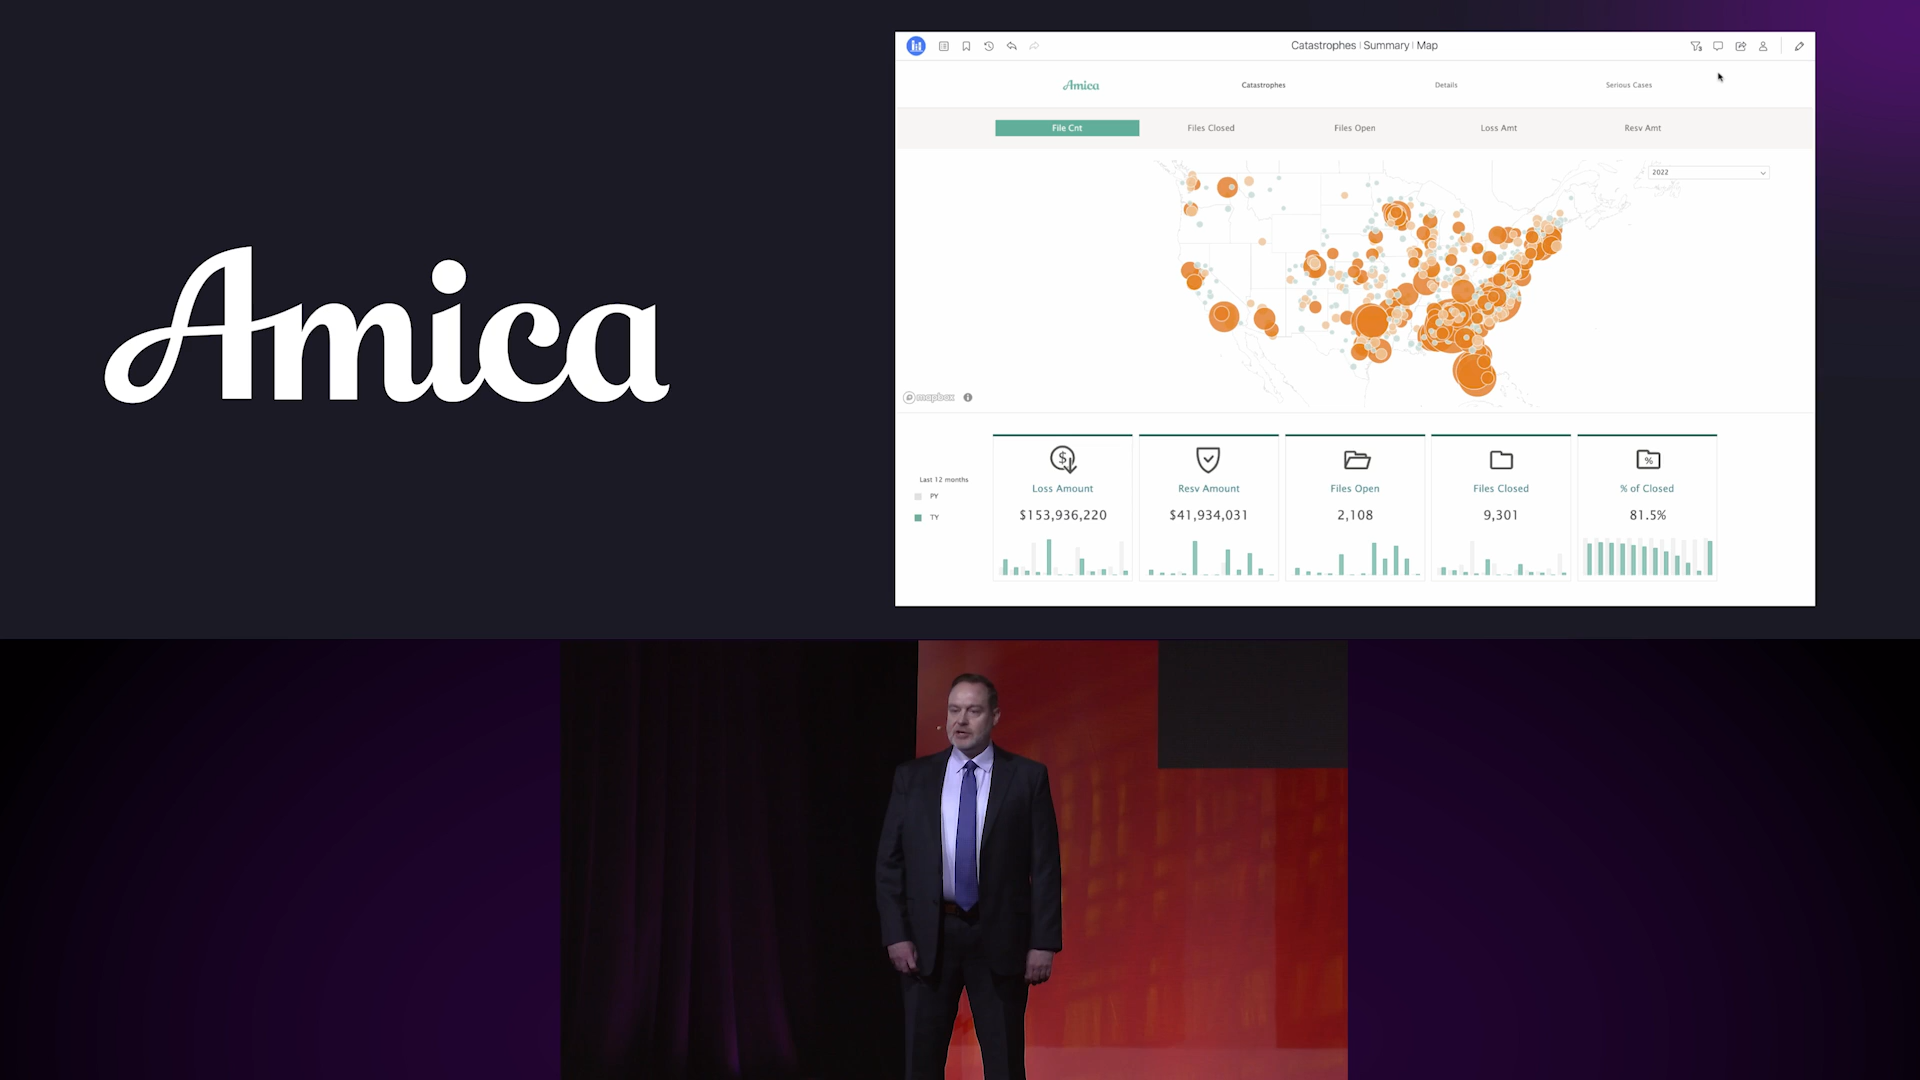 Amica
Catastrophes | Summary | Map
Amica
Catastrophes
Details
Serious Cases
File Cnt
Files Closed
Files Open
Loss Amt
Resv Amt
2022
mapbox
Last 12 months
PY
TY
Loss Amount
$153,936,220
Resv Amount
$41,934,031
Files Open
2,108
Files Closed
9,301
%
% of Closed
81.5%